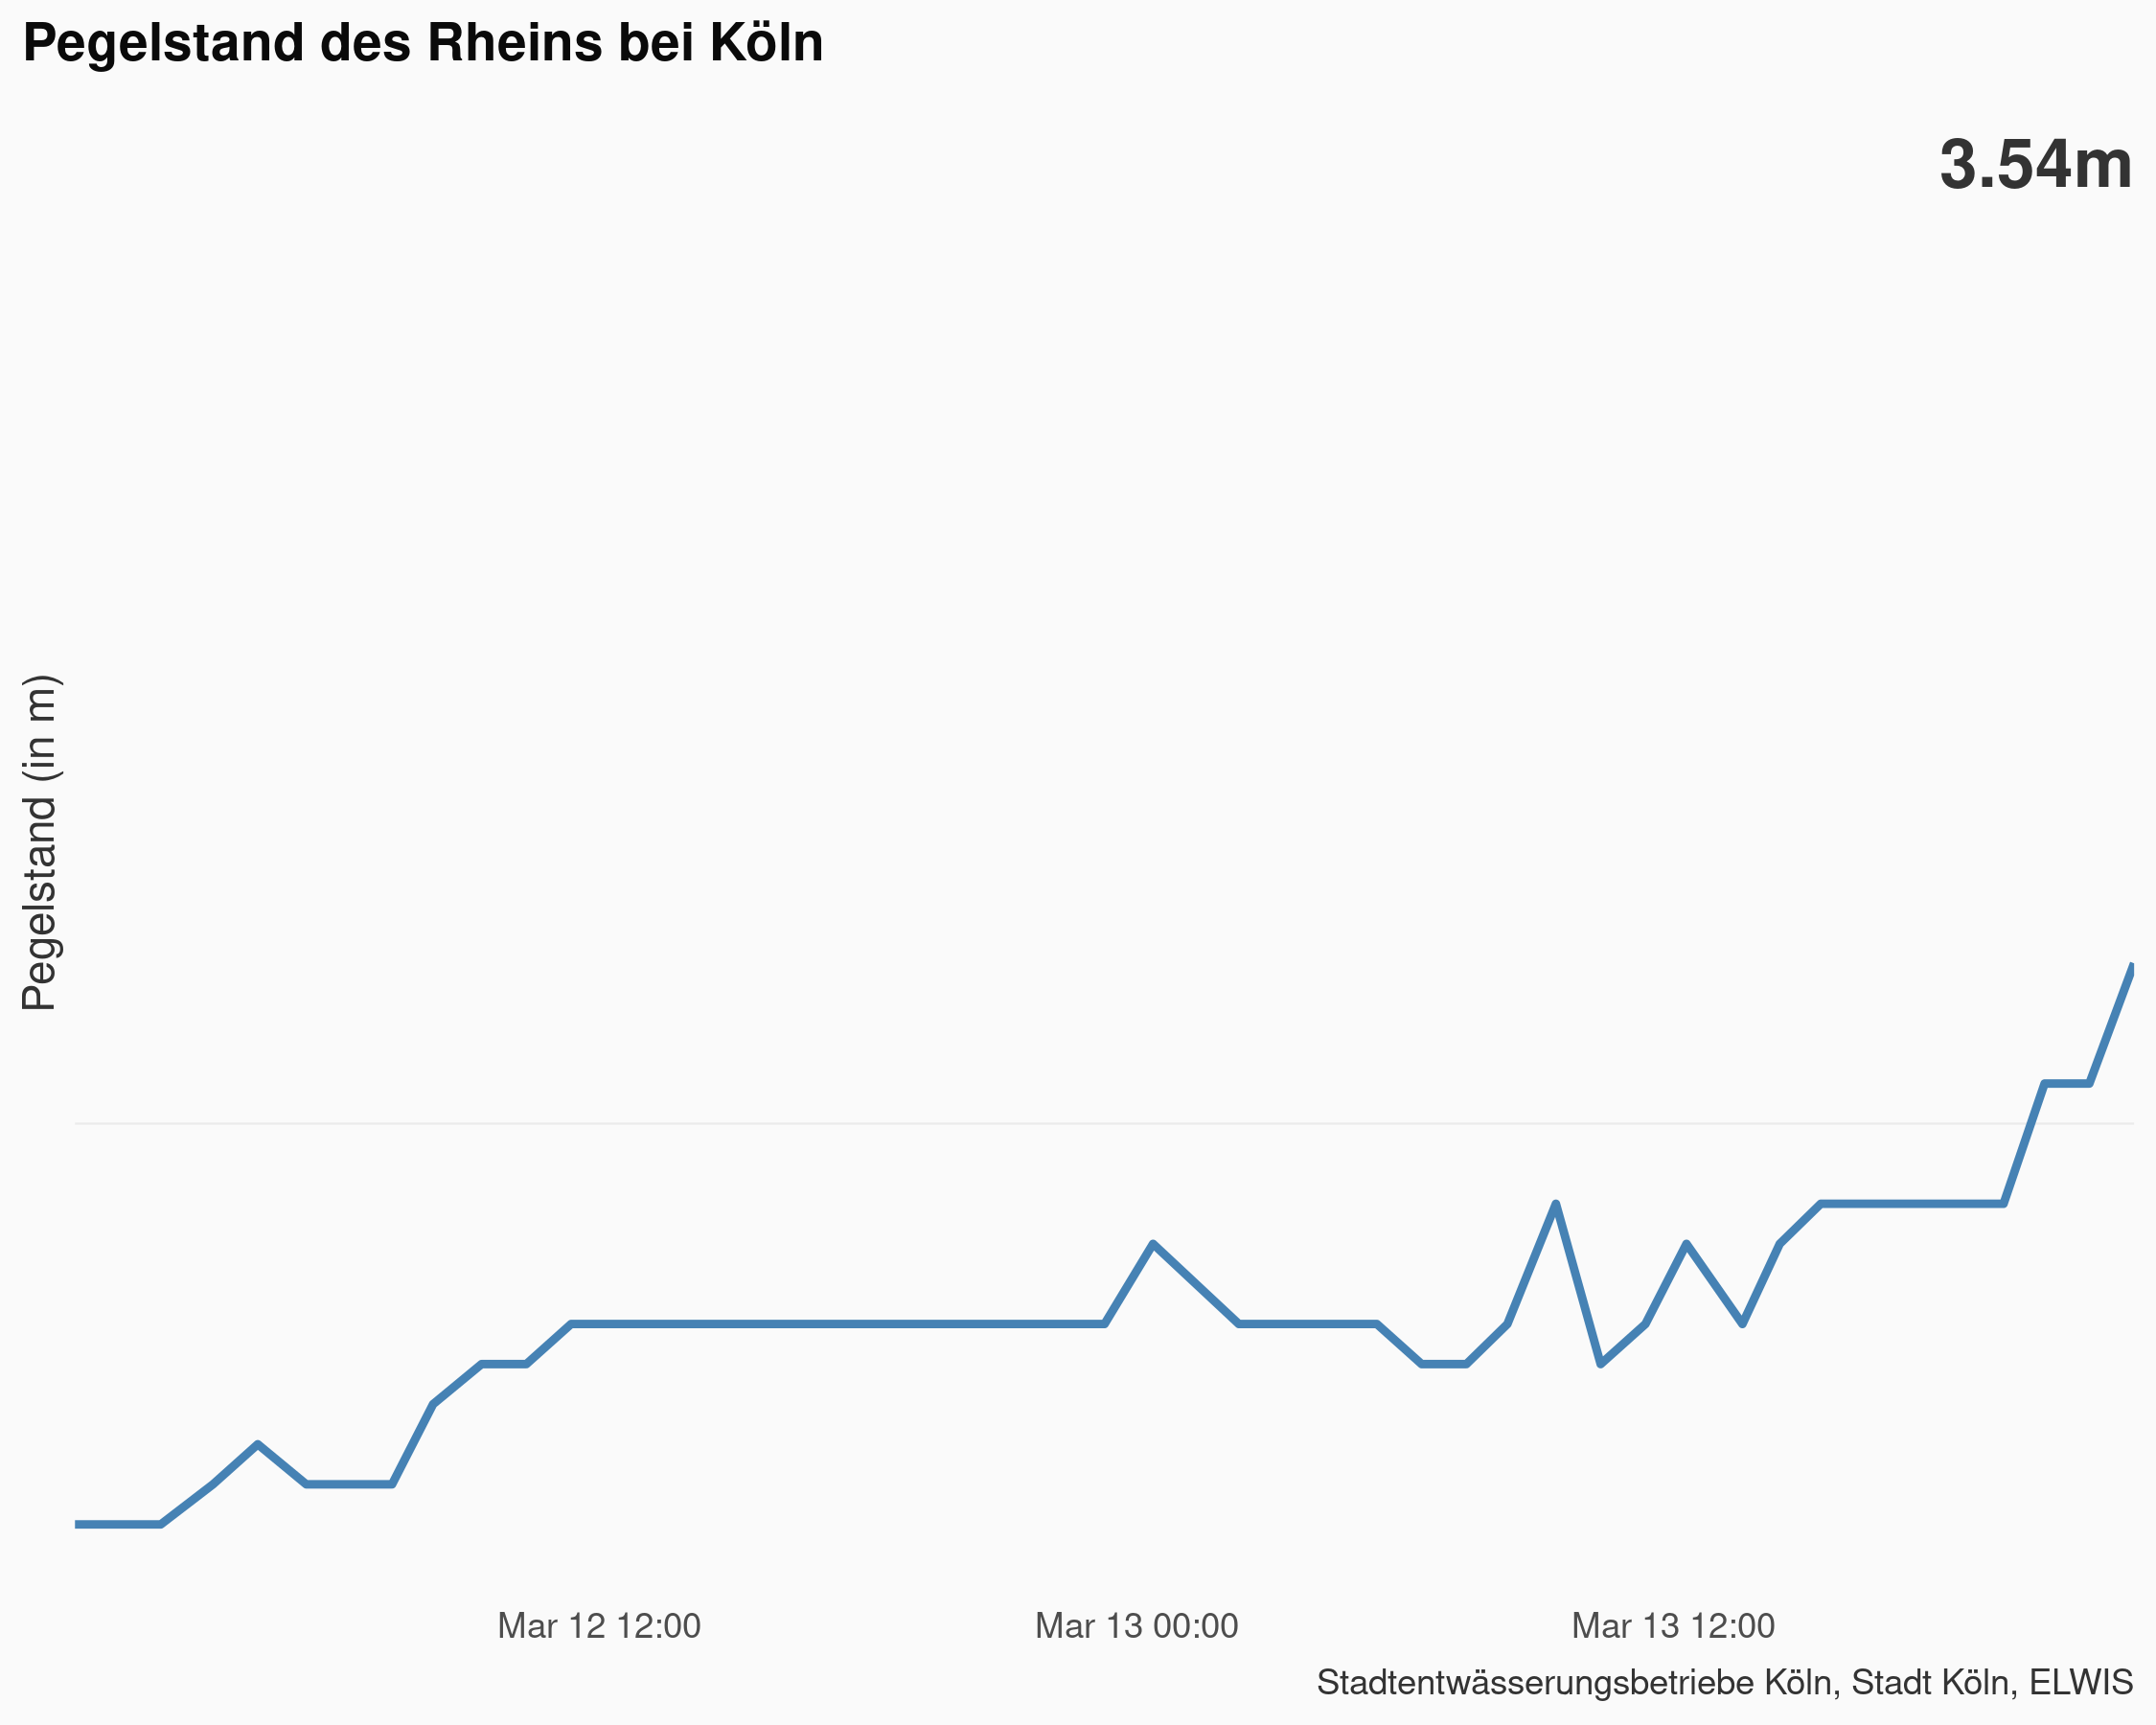 Pegelstand des Rheins bei Köln
3.54m
Pegelstand (in m)
Mar 12 12:00
Mar 13 00:00
Mar 13 12:00
Stadtentwässerungsbetriebe Köln, Stadt Köln, ELWIS